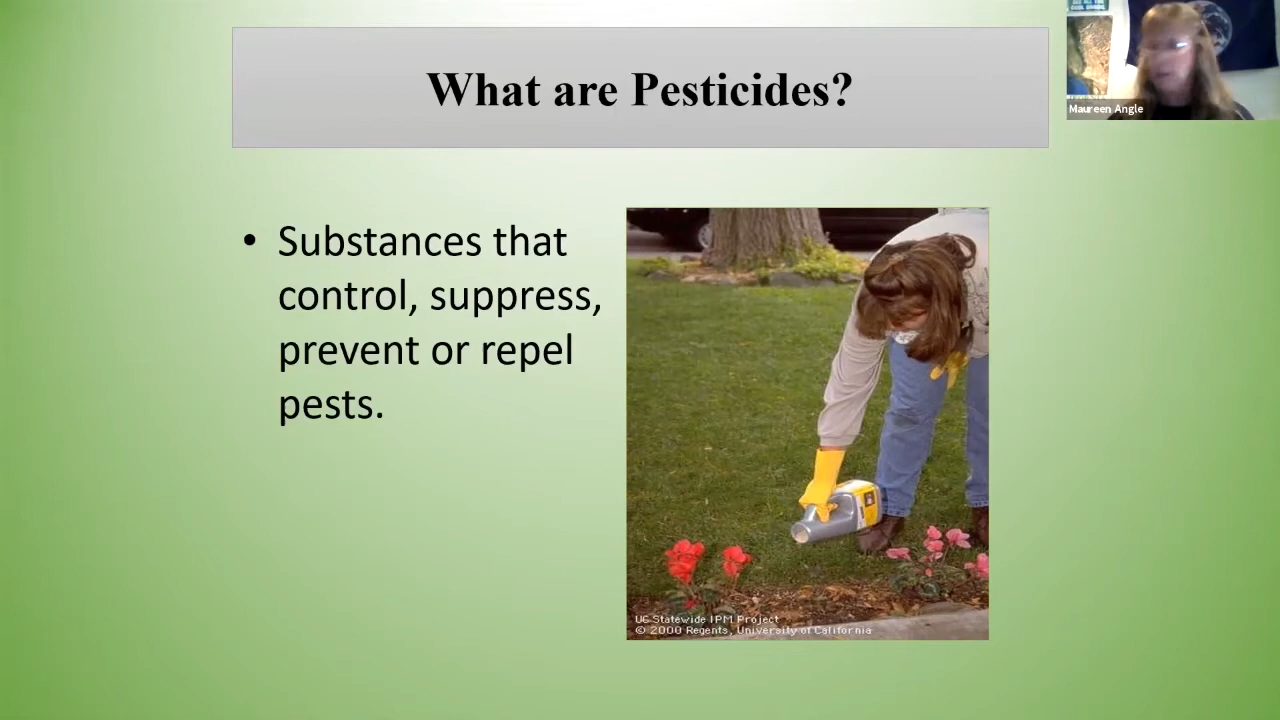 What are Pesticides?
Maureen Angle
• Substances that
control, suppress,
prevent or repel
pests.
UC Statewide IPM Project
© 2000 Regents, University of California